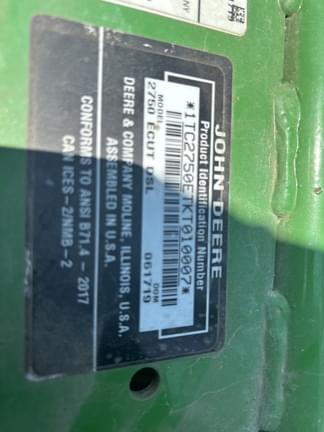 JOHN DEERE
Product Identification Number
*1TC2750ETKT010007*
MODEL DOM
2750 ECUT DSL 061719
DEERE & COMPANY MOLINE, ILLINOIS, U.S.A.
ASSEMBLED IN U.S.A.
CONFORMS TO ANSI B71.4 - 2017
CAN ICES-2/NMB-2